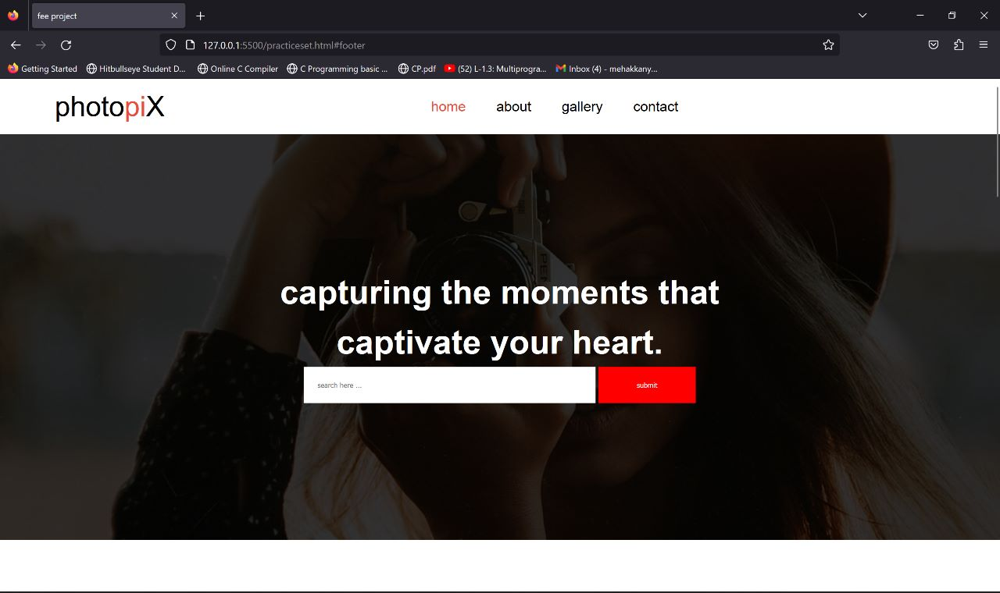 fee project
127.0.0.1:5500/practiceset.html#footer
Getting Started Hitbullseye Student D... Online C Compiler C Programming basic ... CP.pdf (52) L-1.3: Multiprogra... Inbox (4) - mehakkany...
photopiX home about gallery contact
PEN
capturing the moments that
captivate your heart.
search here ... submit